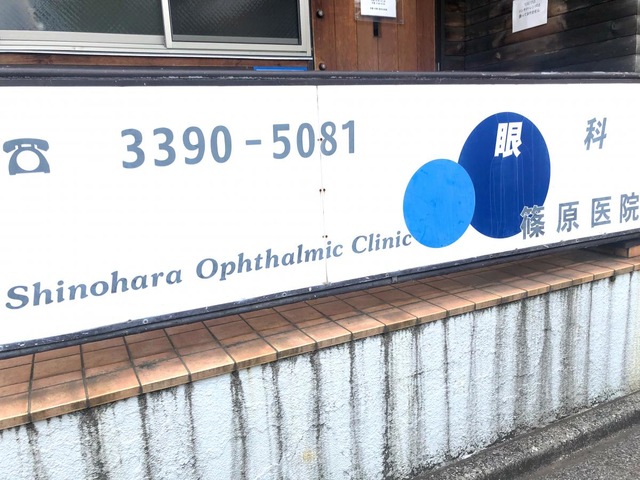 ☎ 3390-5081
眼科
篠原医院
Shinohara Ophthalmic Clinic